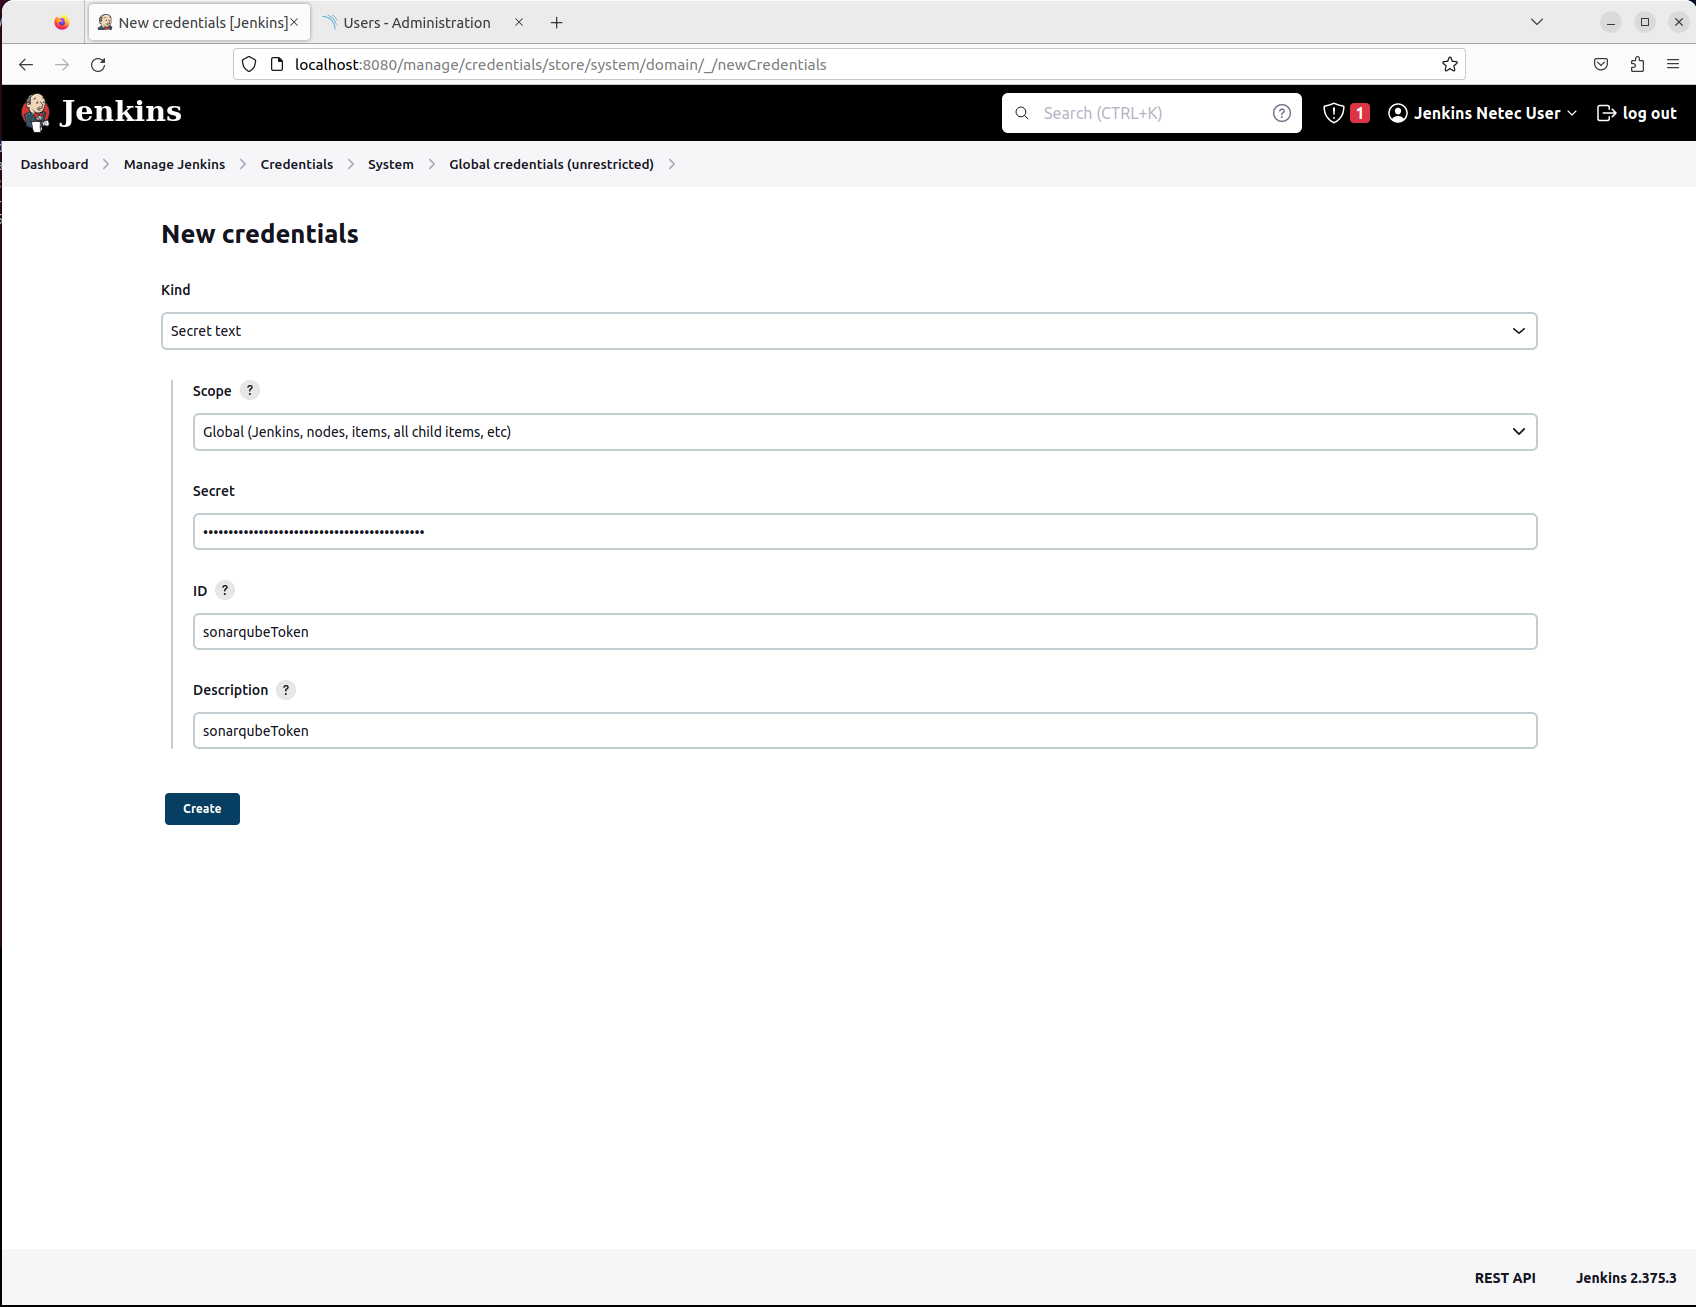 New credentials [Jenkins]
Users - Administration
localhost:8080/manage/credentials/store/system/domain/_/newCredentials
Jenkins
Search (CTRL+K)
?
1
Jenkins Netec User
log out
Dashboard
Manage Jenkins
Credentials
System
Global credentials (unrestricted)
New credentials
Kind
Secret text
Scope ?
Global (Jenkins, nodes, items, all child items, etc)
Secret
••••••••••••••••••••••••••••••••••••••••••••
ID ?
sonarqubeToken
Description ?
sonarqubeToken
Create
REST API
Jenkins 2.375.3